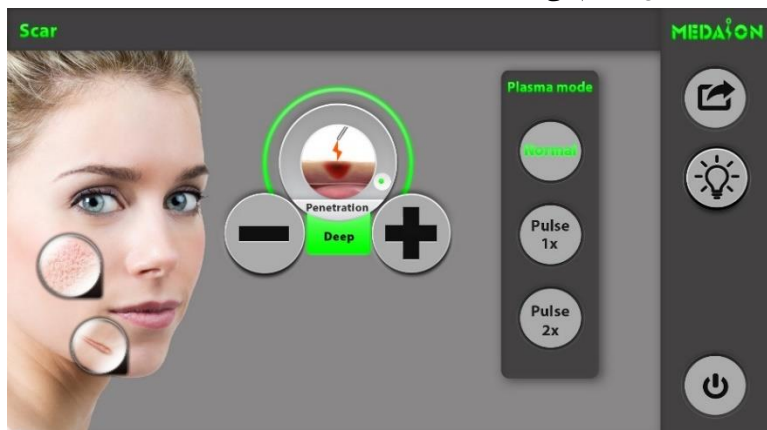 Scar
MEDAION
Plasma mode
Normal
Penetration
Deep
Pulse
1x
Pulse
2x